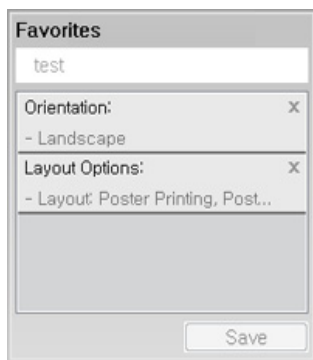 Favorites
test
Orientation: X
- Landscape
Layout Options: X
- Layout: Poster Printing, Post...
Save